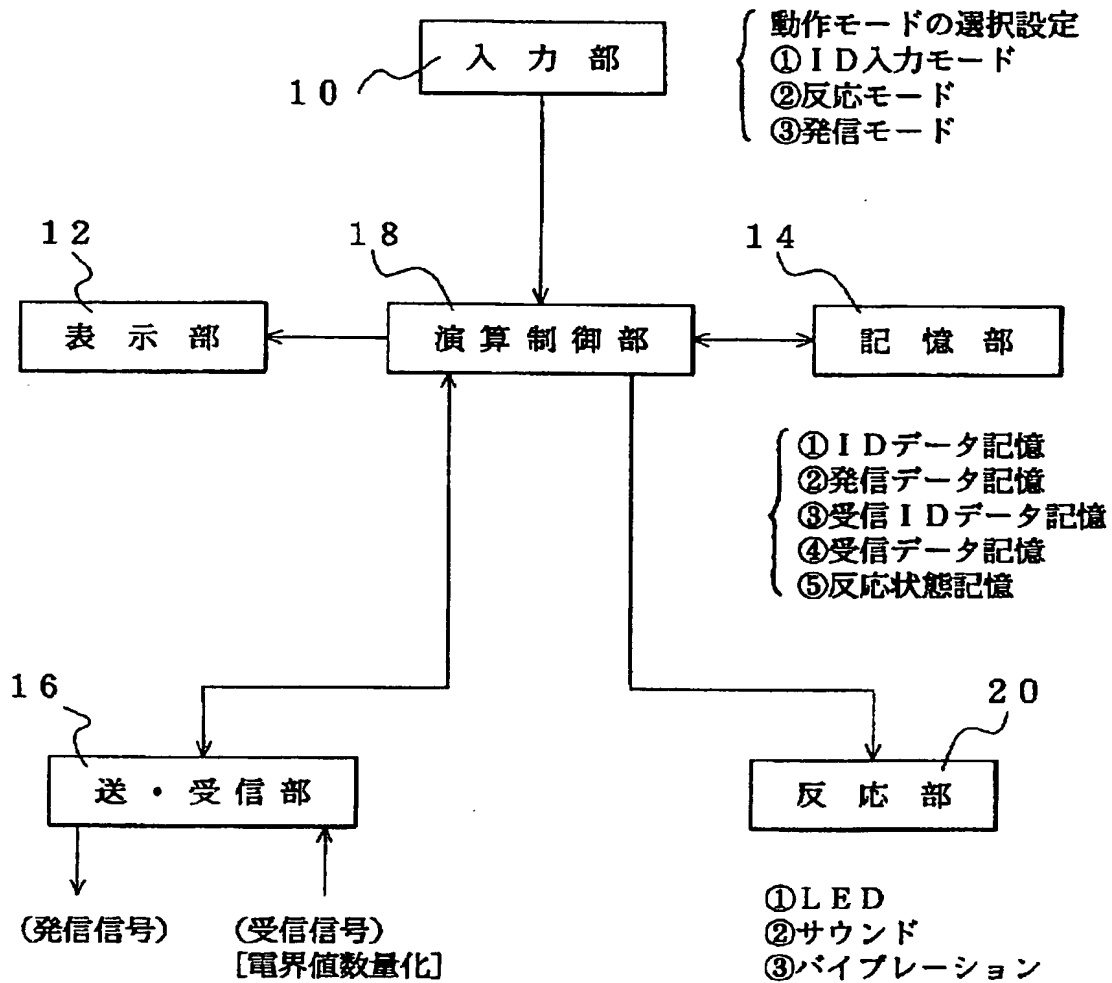 動作モードの選択設定
入力部
①ID入力モード
10
②反応モード
③発信モード
12
18
14
表示部
演算制御部
記憶部
①IDデータ記憶
②発信データ記憶
③受信IDデータ記憶
④受信データ記憶
⑤反応状態記憶
16
20
送・受信部
反応部
①LED
(発信信号)
(受信信号)
②サウンド
[電界値数量化]
③バイブレーション